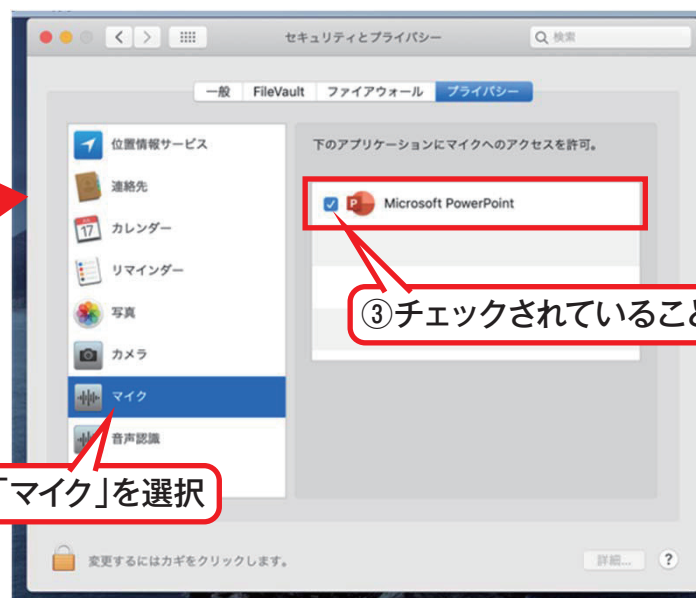 セキュリティとプライバシー
検索
一般 FileVault ファイアウォール プライバシー
位置情報サービス
連絡先
17
カレンダー
リマインダー
写真
カメラ
マイク
音声認識
下のアプリケーションにマイクへのアクセスを許可。
P Microsoft PowerPoint
③チェックされていること
「マイク」を選択
変更するにはカギをクリックします。
詳細... ?